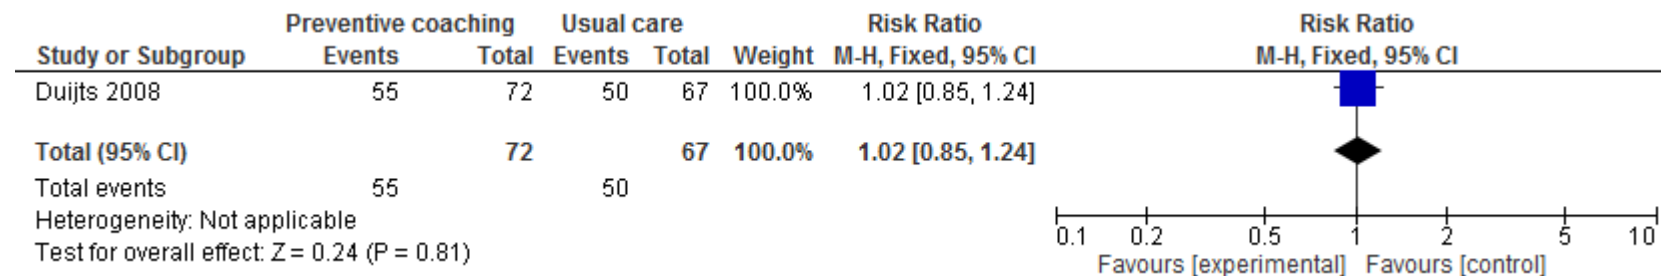 Preventive coaching Usual care Risk Ratio Risk Ratio
Study or Subgroup Events Total Events Total Weight M-H, Fixed, 95% CI M-H, Fixed, 95% CI
Duijts 2008 55 72 50 67 100.0% 1.02 [0.85, 1.24]
Total (95% CI) 72 67 100.0% 1.02 [0.85, 1.24]
Total events 55 50
Heterogeneity: Not applicable
Test for overall effect: Z = 0.24 (P = 0.81)
0.1 0.2 0.5 1 2 5 10
Favours [experimental] Favours [control]